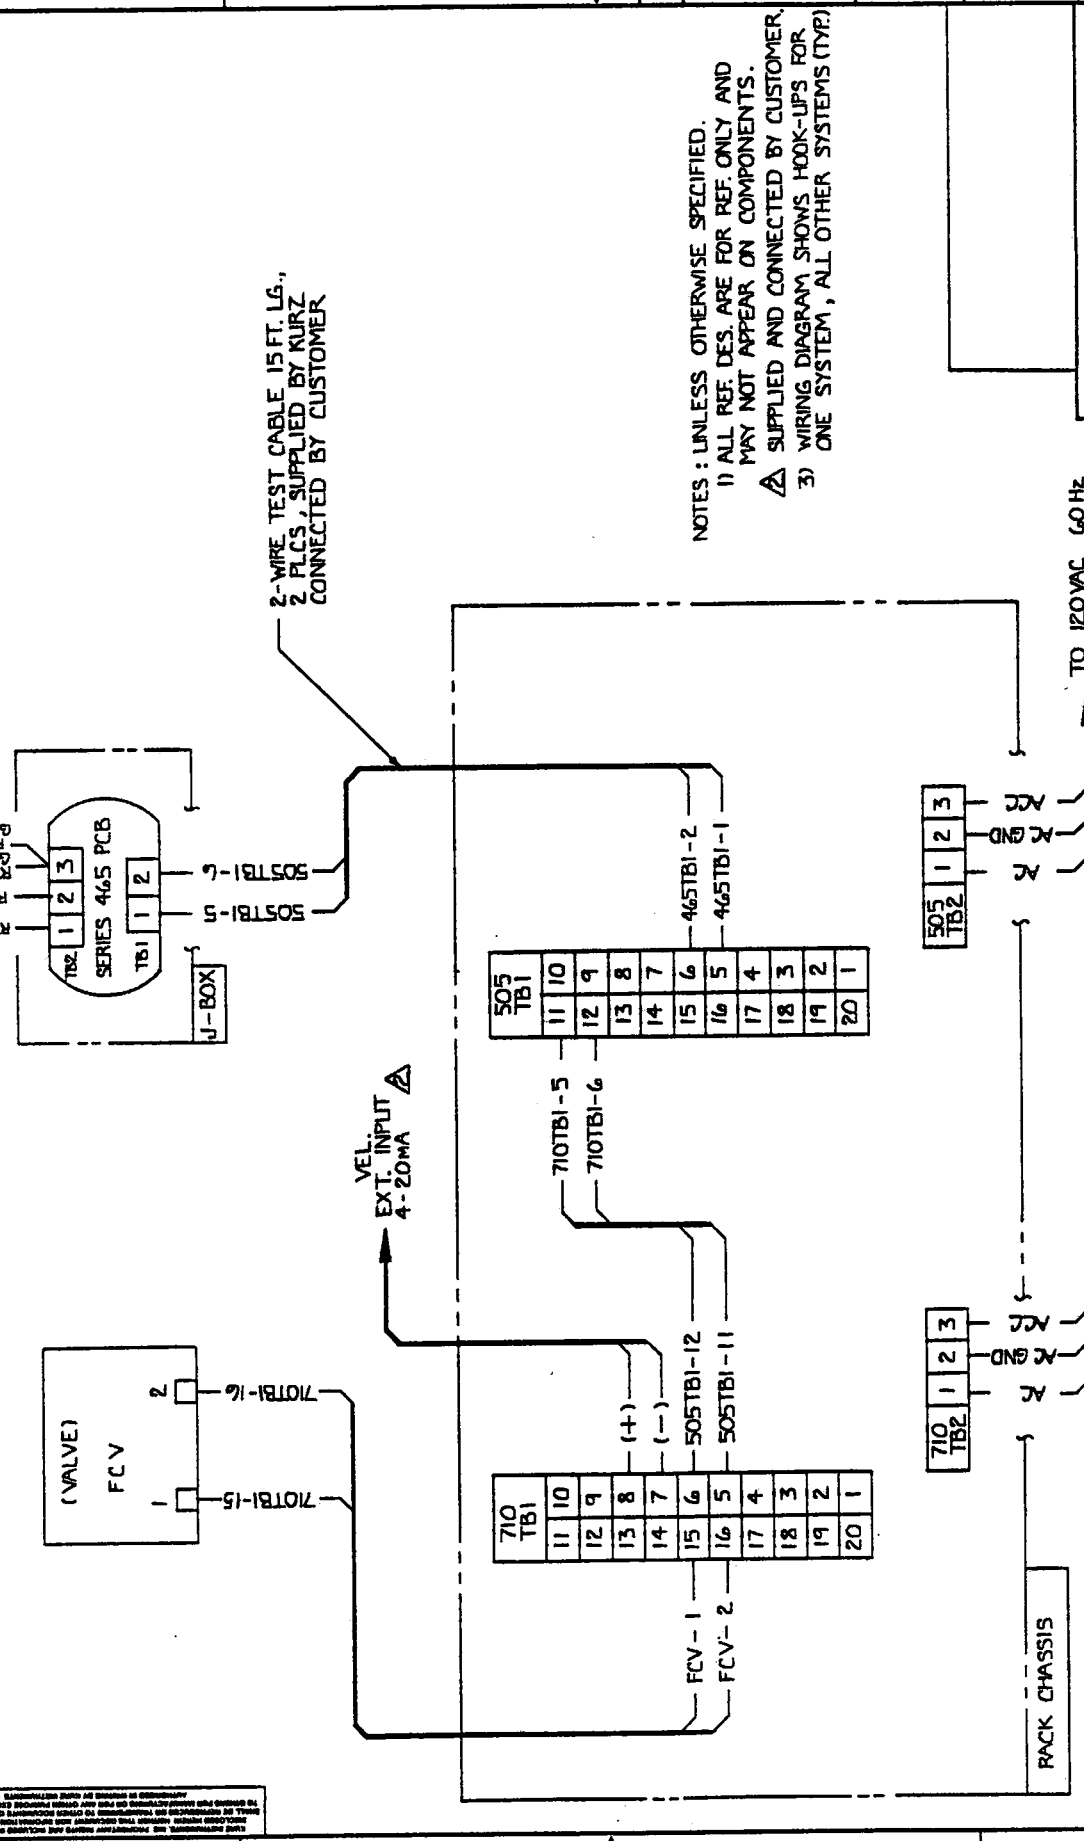 (VALVE)
FCV
1
2
710TB1-15
710TB1-16
TB2
1
2
3
SERIES 465 PCB
TB1
1
2
J-BOX
505TB1-5
505TB1-6
2-WIRE TEST CABLE 15 FT. LG.,
2 PLCS, SUPPLIED BY KURZ
CONNECTED BY CUSTOMER
VEL.
EXT. INPUT
4-20MA
2
NOTES: UNLESS OTHERWISE SPECIFIED.
1) ALL REF. DES. ARE FOR REF. ONLY AND
MAY NOT APPEAR ON COMPONENTS.
2 SUPPLIED AND CONNECTED BY CUSTOMER.
3) WIRING DIAGRAM SHOWS HOOK-UPS FOR
ONE SYSTEM, ALL OTHER SYSTEMS (TYP.)
710
TB1
11 10
12 9
13 8
14 7
15 6
16 5
17 4
18 3
19 2
20 1
FCV-1
FCV-2
(+)
(-)
505TB1-12
505TB1-11
710TB1-5
710TB1-6
505
TB1
11 10
12 9
13 8
14 7
15 6
16 5
17 4
18 3
19 2
20 1
465TB1-2
465TB1-1
710
TB2
1
2
3
AC
AC GND
ACC
505
TB2
1
2
3
AC
AC GND
ACC
RACK CHASSIS
TO 120VAC 60Hz